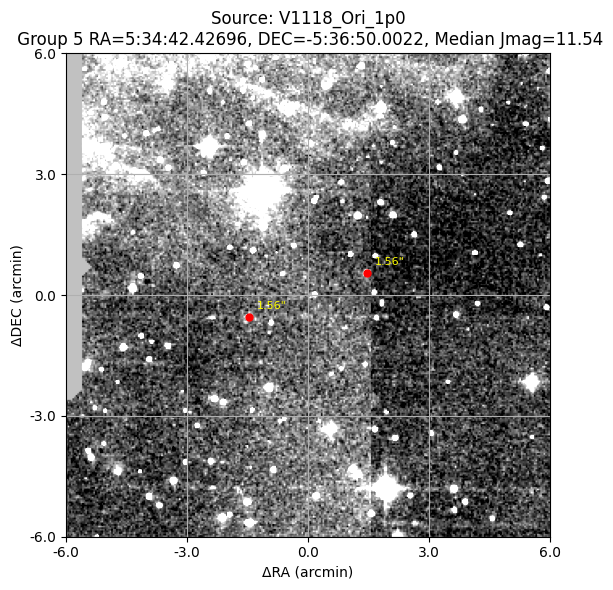 Source: V1118_Ori_1p0
Group 5 RA=5:34:42.42696, DEC=-5:36:50.0022, Median Jmag=11.54
6.0
3.0
0.0
-3.0
-6.0
ΔDEC (arcmin)
1.56"
1.56"
-6.0 -3.0 0.0 3.0 6.0
ΔRA (arcmin)